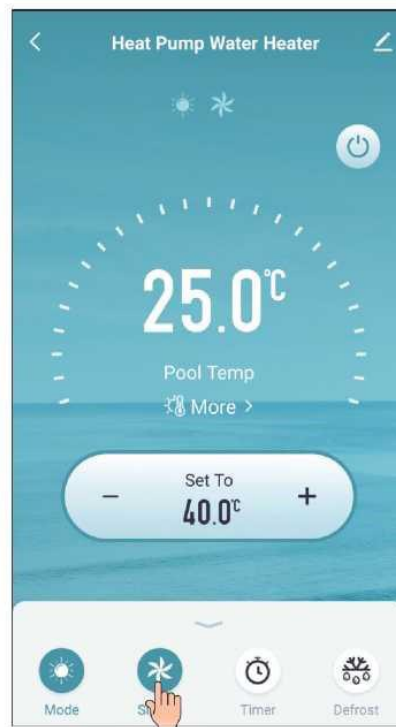 Heat Pump Water Heater
25.0℃
Pool Temp
More >
Set To
− 40.0℃ +
Mode
Timer
Defrost